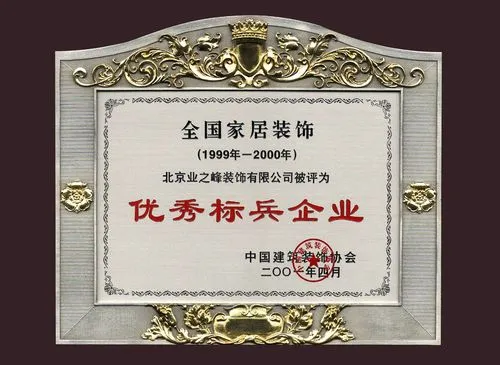 全国家居装饰
(1999年－2000年)
北京业之峰装饰有限公司被评为
优秀标兵企业
中国建筑装饰协会
二〇〇一年四月